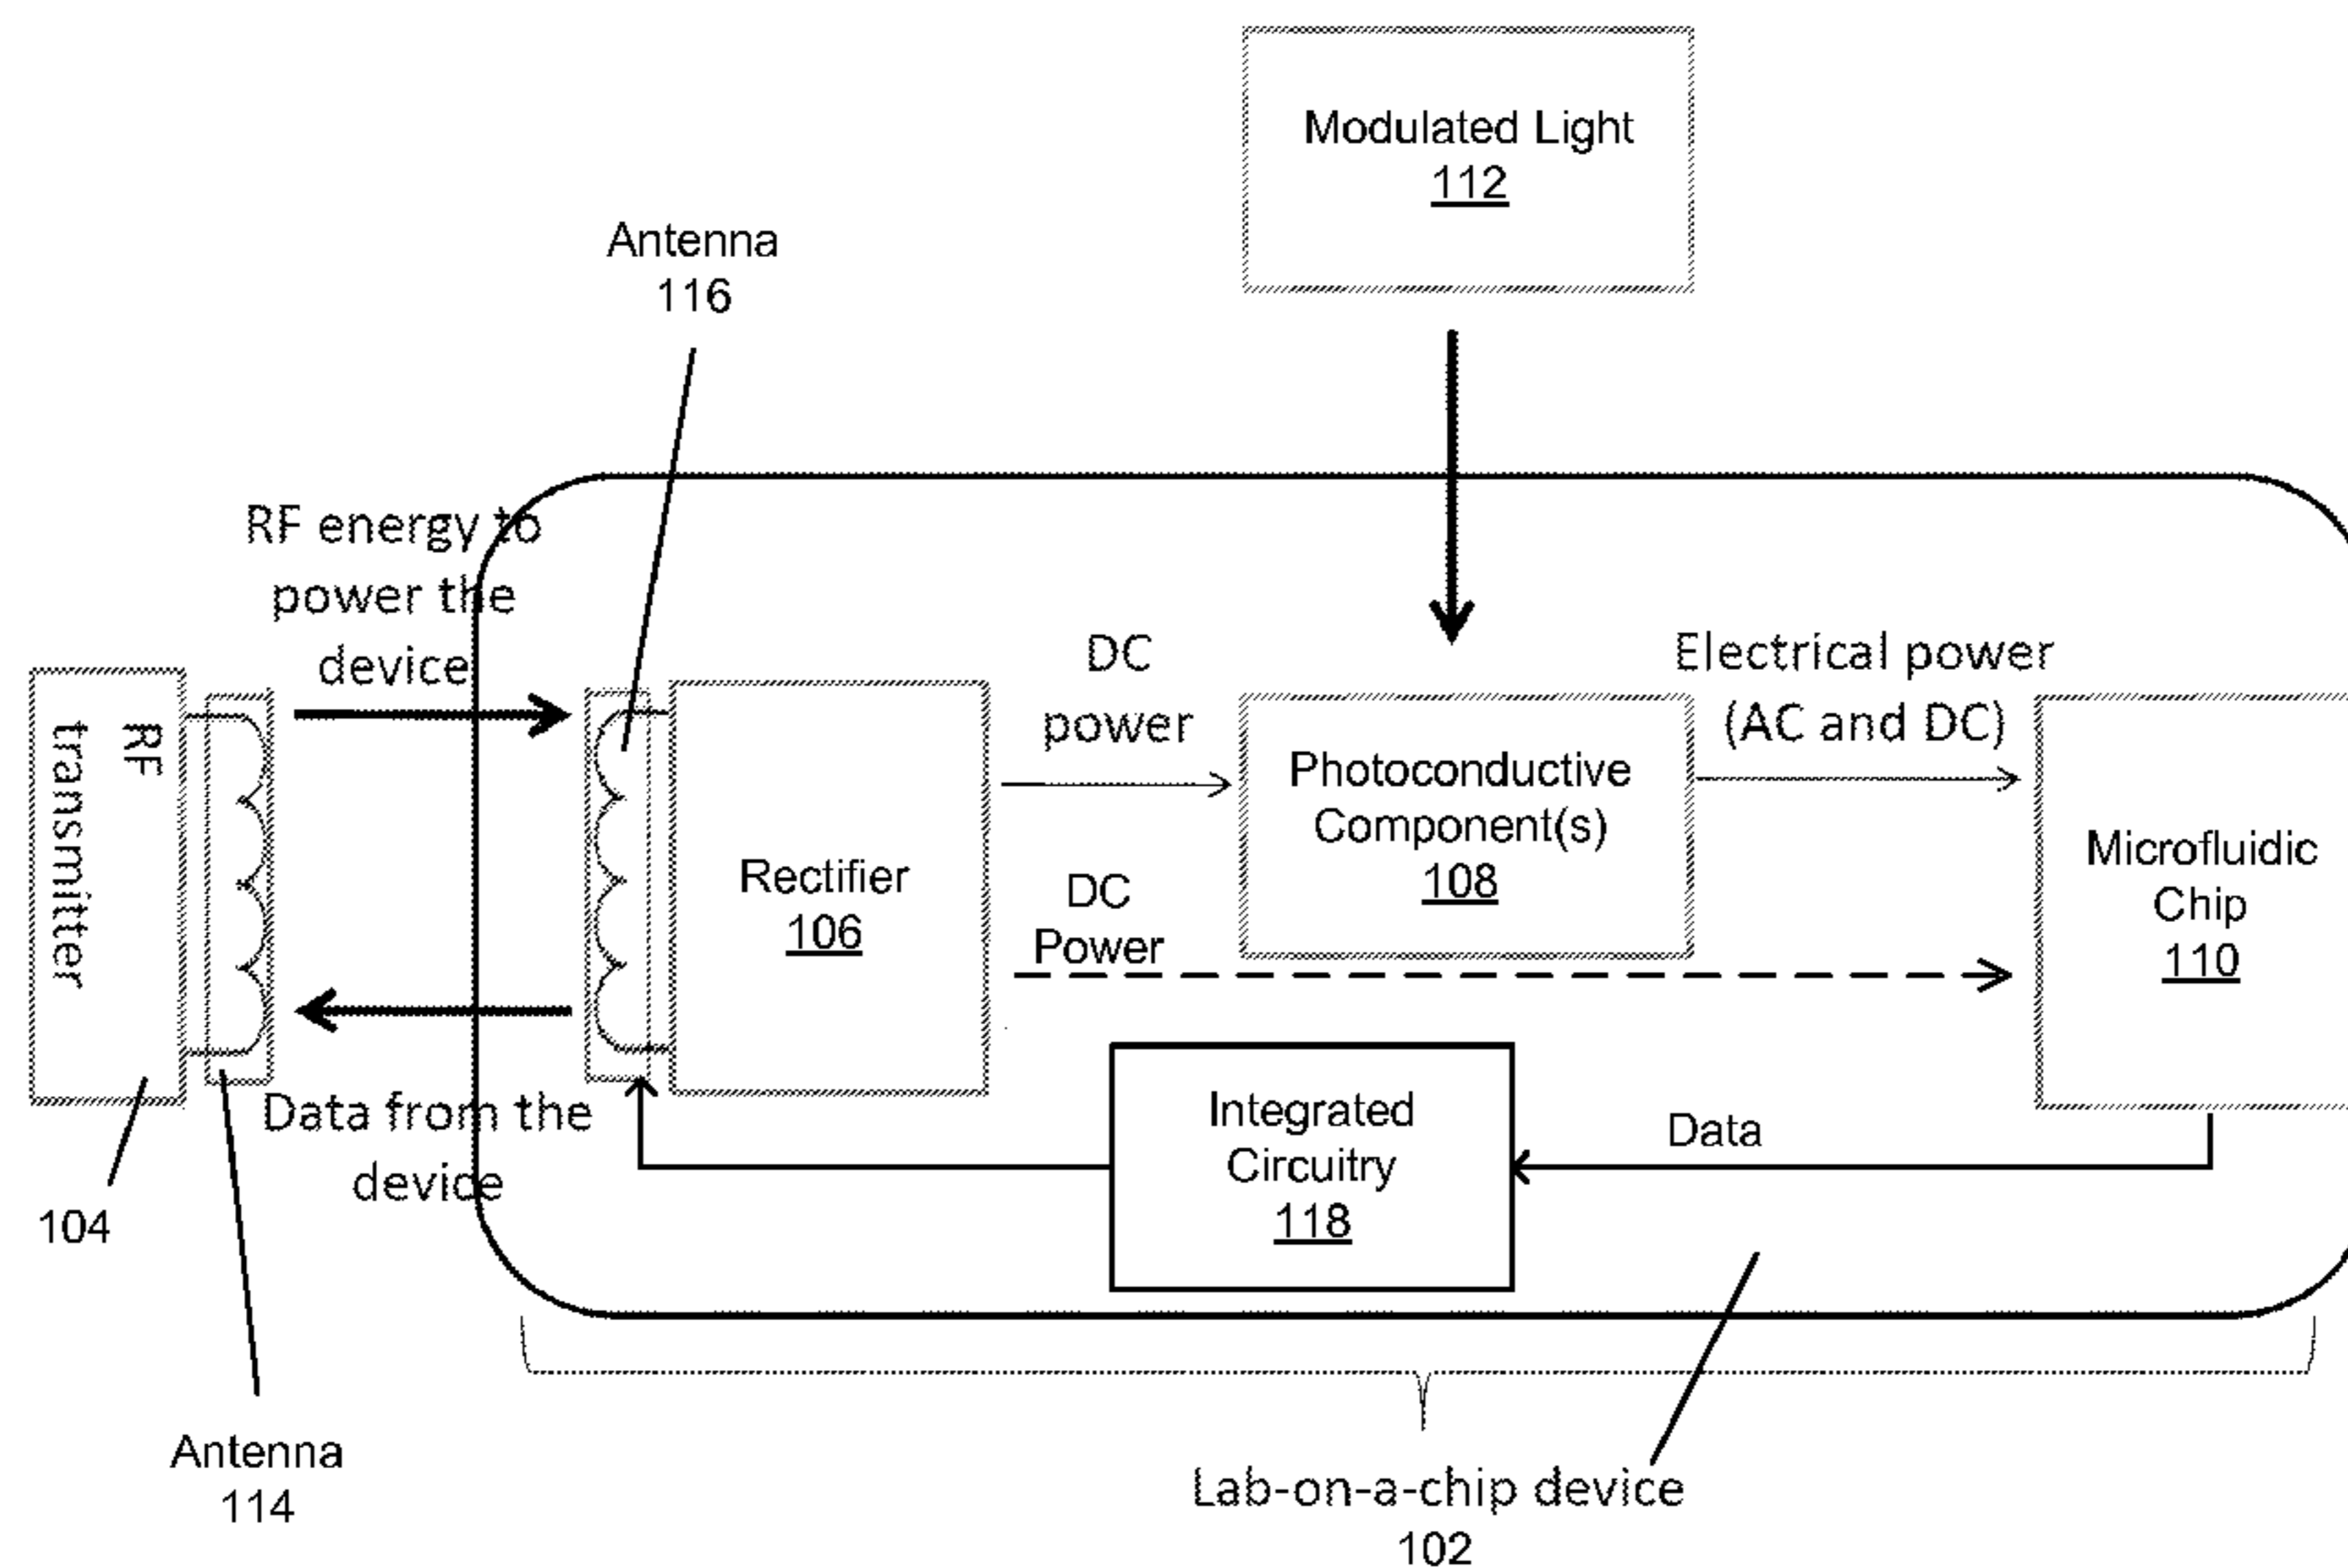 Modulated Light
112
Antenna
116
RF energy to
power the
device
DC
power
Electrical power
(AC and DC)
RF
transmitter
Photoconductive
Component(s)
108
Rectifier
106
DC
Power
Microfluidic
Chip
110
Data from the
device
Integrated
Circuitry
118
Data
104
Antenna
114
Lab-on-a-chip device
102